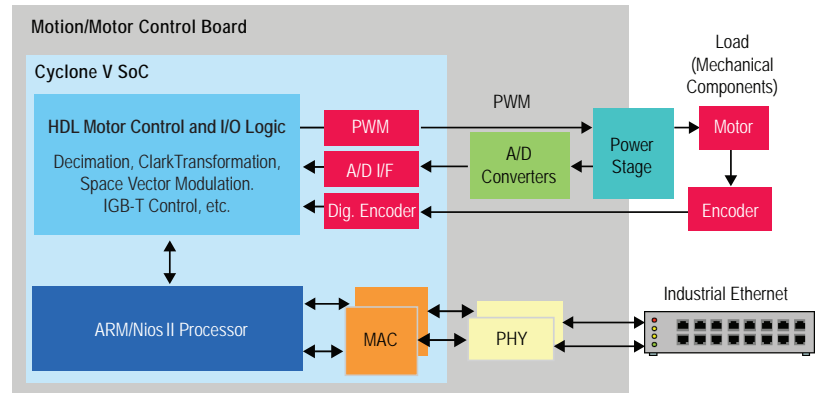 Motion/Motor Control Board
Cyclone V SoC
HDL Motor Control and I/O Logic
Decimation, ClarkTransformation,
Space Vector Modulation.
IGB-T Control, etc.
PWM
A/D I/F
Dig. Encoder
PWM
A/D
Converters
Power
Stage
Load
(Mechanical
Components)
Motor
Encoder
ARM/Nios II Processor
MAC
PHY
Industrial Ethernet